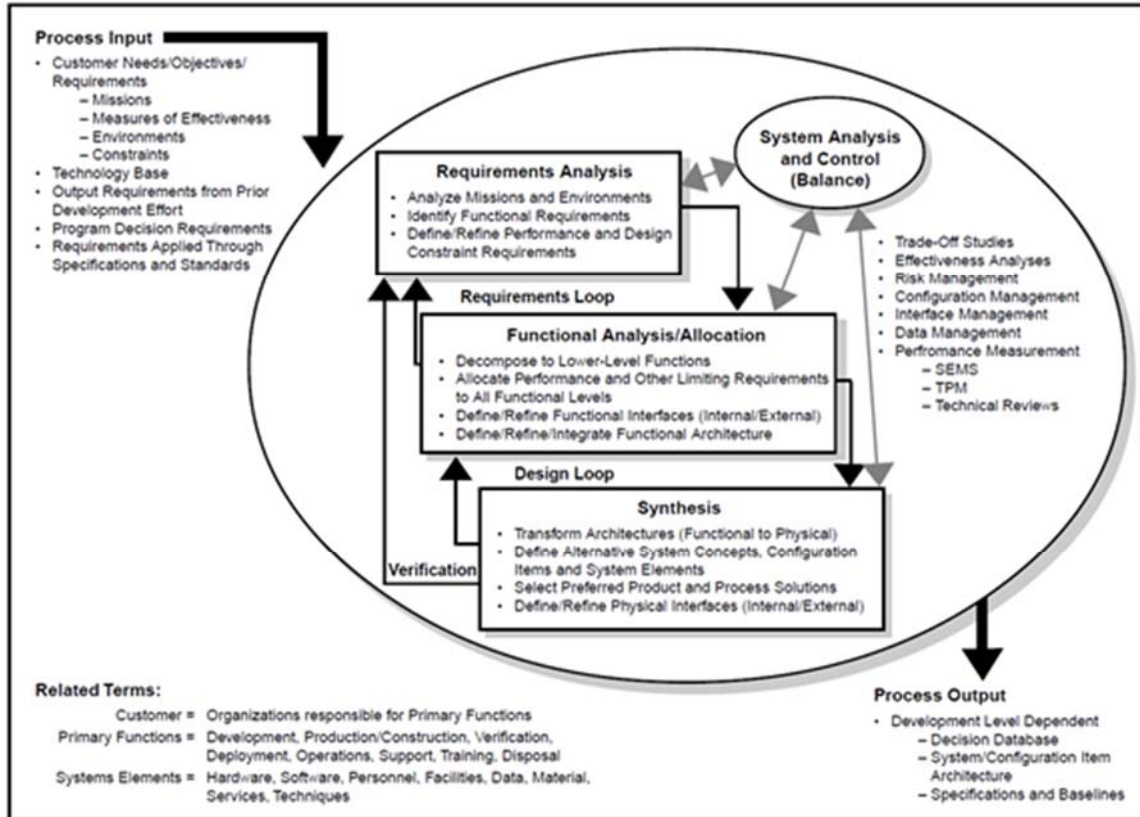 Process Input
• Customer Needs/Objectives/
Requirements
– Missions
– Measures of Effectiveness
– Environments
– Constraints
• Technology Base
• Output Requirements from Prior
Development Effort
• Program Decision Requirements
• Requirements Applied Through
Specifications and Standards
System Analysis
and Control
(Balance)
Requirements Analysis
• Analyze Missions and Environments
• Identify Functional Requirements
• Define/Refine Performance and Design
Constraint Requirements
• Trade-Off Studies
• Effectiveness Analyses
• Risk Management
• Configuration Management
• Interface Management
• Data Management
• Perfromance Measurement
– SEMS
– TPM
– Technical Reviews
Requirements Loop
Functional Analysis/Allocation
• Decompose to Lower-Level Functions
• Allocate Performance and Other Limiting Requirements
to All Functional Levels
• Define/Refine Functional Interfaces (Internal/External)
• Define/Refine/Integrate Functional Architecture
Design Loop
Synthesis
• Transform Architectures (Functional to Physical)
• Define Alternative System Concepts, Configuration
Items and System Elements
• Select Preferred Product and Process Solutions
• Define/Refine Physical Interfaces (Internal/External)
Verification
Related Terms:
Customer = Organizations responsible for Primary Functions
Primary Functions = Development, Production/Construction, Verification,
Deployment, Operations, Support, Training, Disposal
Systems Elements = Hardware, Software, Personnel, Facilities, Data, Material,
Services, Techniques
Process Output
• Development Level Dependent
– Decision Database
– System/Configuration Item
Architecture
– Specifications and Baselines